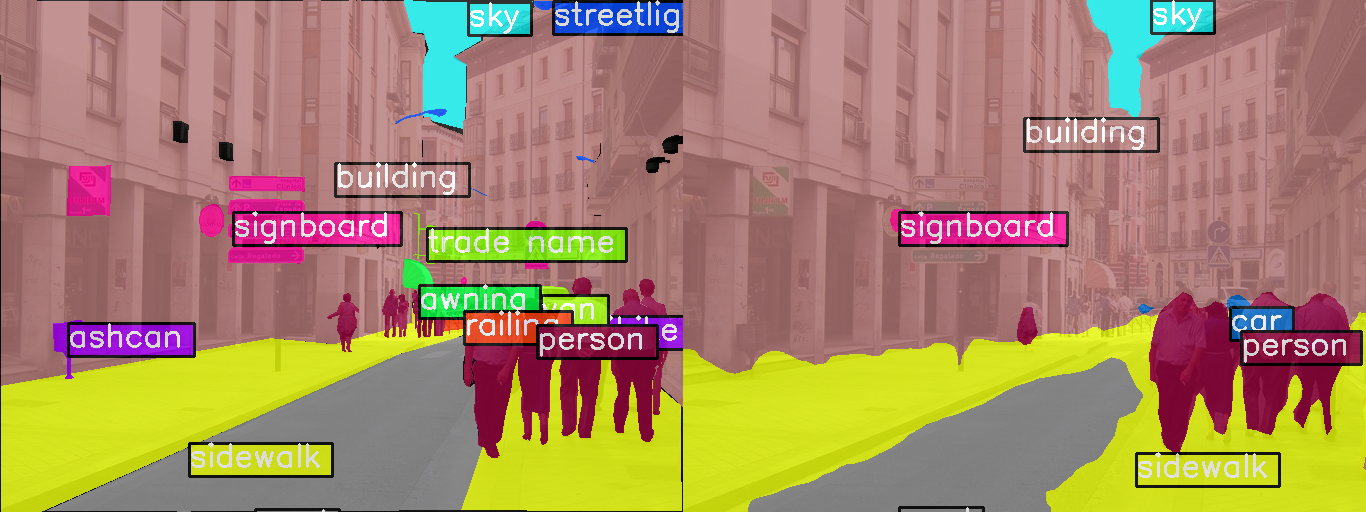 sky
streetlig
building
signboard
trade name
awning
van
railing
person
e
ashcan
sidewalk
sky
building
signboard
car
person
sidewalk